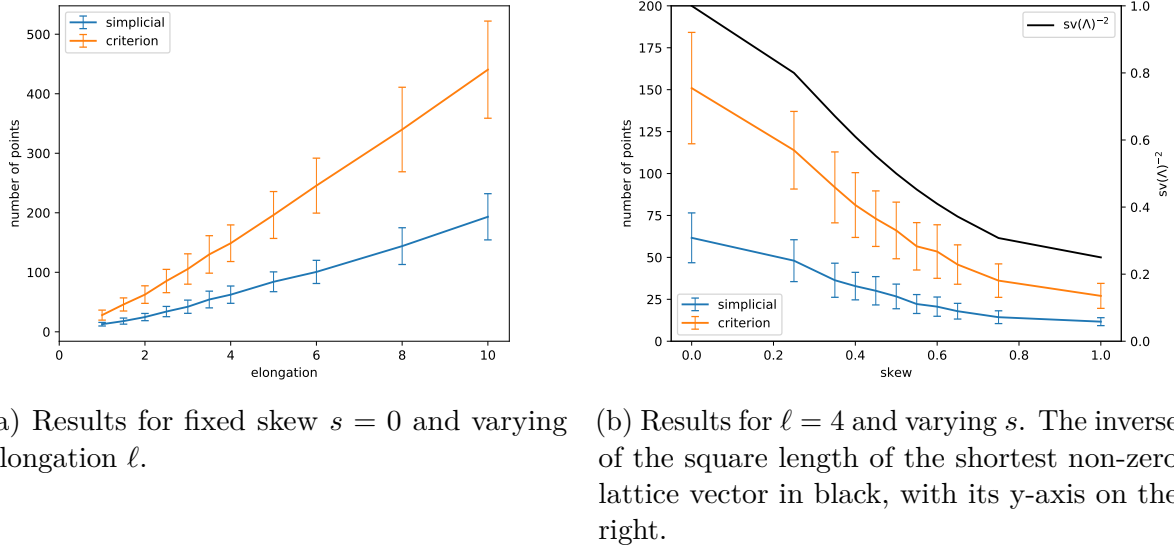 simplicial
criterion
500
400
300
200
100
0
number of points
0 2 4 6 8 10
elongation
sv(Λ)⁻²
200
175
150
125
100
75
50
25
0
number of points
simplicial
criterion
1.0
0.8
0.6
0.4
0.2
0.0
sv(Λ)⁻²
0.0 0.2 0.4 0.6 0.8 1.0
skew
a) Results for fixed skew s = 0 and varying
longation ℓ.
(b) Results for ℓ = 4 and varying s. The inverse
of the square length of the shortest non-zero
lattice vector in black, with its y-axis on the
right.